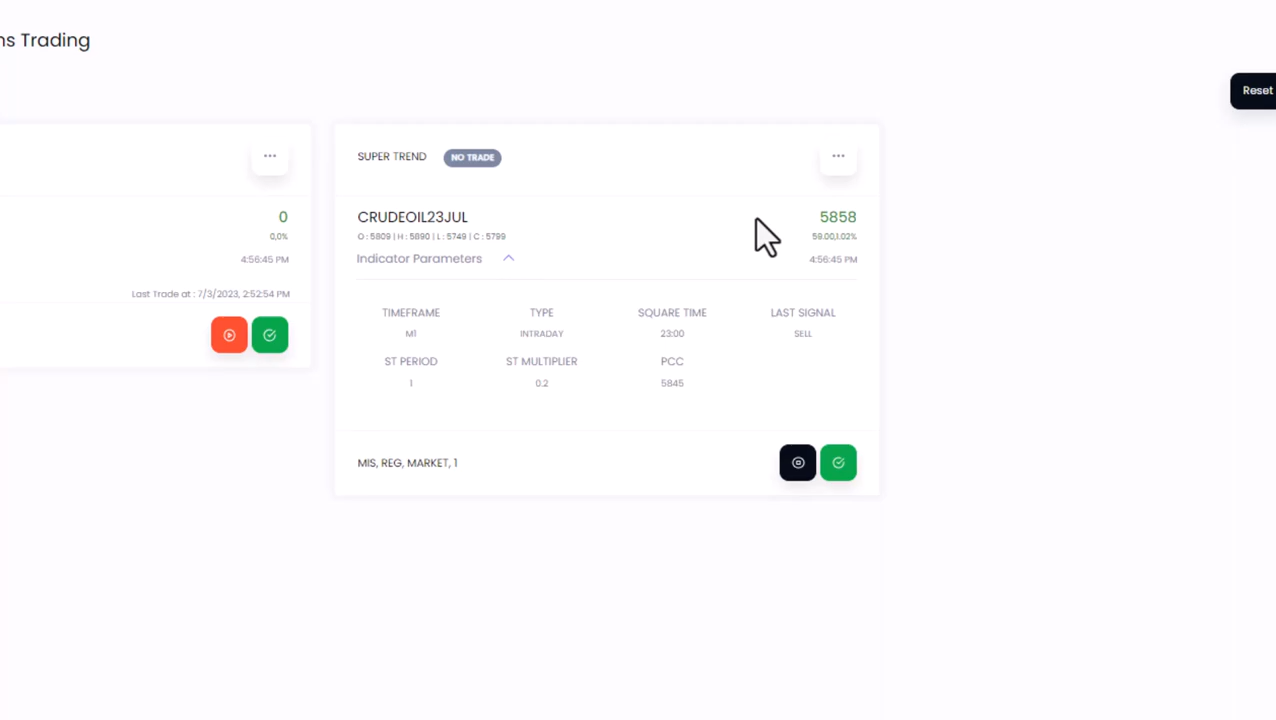 ns Trading
Reset
0
0,0%
4:56:45 PM
Last Trade at : 7/3/2023, 2:52:54 PM
SUPER TREND NO TRADE
CRUDEOIL23JUL 5858
O : 5809 | H : 5890 | L : 5749 | C : 5799 59.00,1.02%
Indicator Parameters 4:56:45 PM
TIMEFRAME TYPE SQUARE TIME LAST SIGNAL
M1 INTRADAY 23:00 SELL
ST PERIOD ST MULTIPLIER PCC
1 0.2 5845
MIS, REG, MARKET, 1